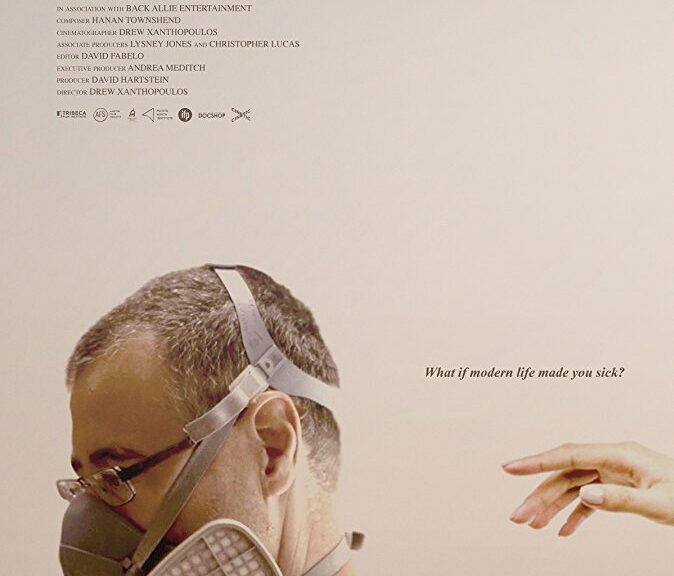 IN ASSOCIATION WITH BACK ALLIE ENTERTAINMENT
COMPOSER HANAN TOWNSHEND
CINEMATOGRAPHER DREW XANTHOPOULOS
ASSOCIATE PRODUCERS LYSNEY JONES AND CHRISTOPHER LUCAS
EDITOR DAVID FABELO
EXECUTIVE PRODUCER ANDREA MEDITCH
PRODUCER DAVID HARTSTEIN
DIRECTOR DREW XANTHOPOULOS
TRIBECA AFS ifp DOCSHOP
What if modern life made you sick?